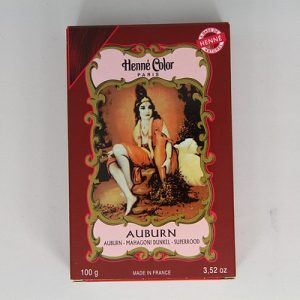 HENNÉ
Henné Color
PARIS
AUBURN
AUBURN - MAHAGONI DUNKEL - SUPERROOD
100 g MADE IN FRANCE 3,52 oz